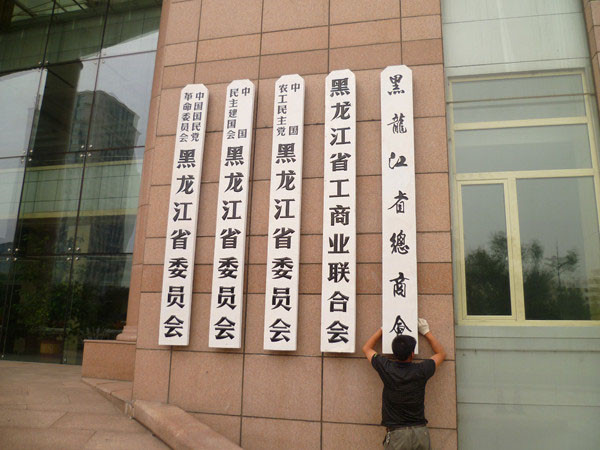 中国国民党
革命委员会
黑龙江省委员会
中国
民主建国会
黑龙江省委员会
中国
农工民主党
黑龙江省委员会
黑龙江省工商业联合会
黑龍江省總商會